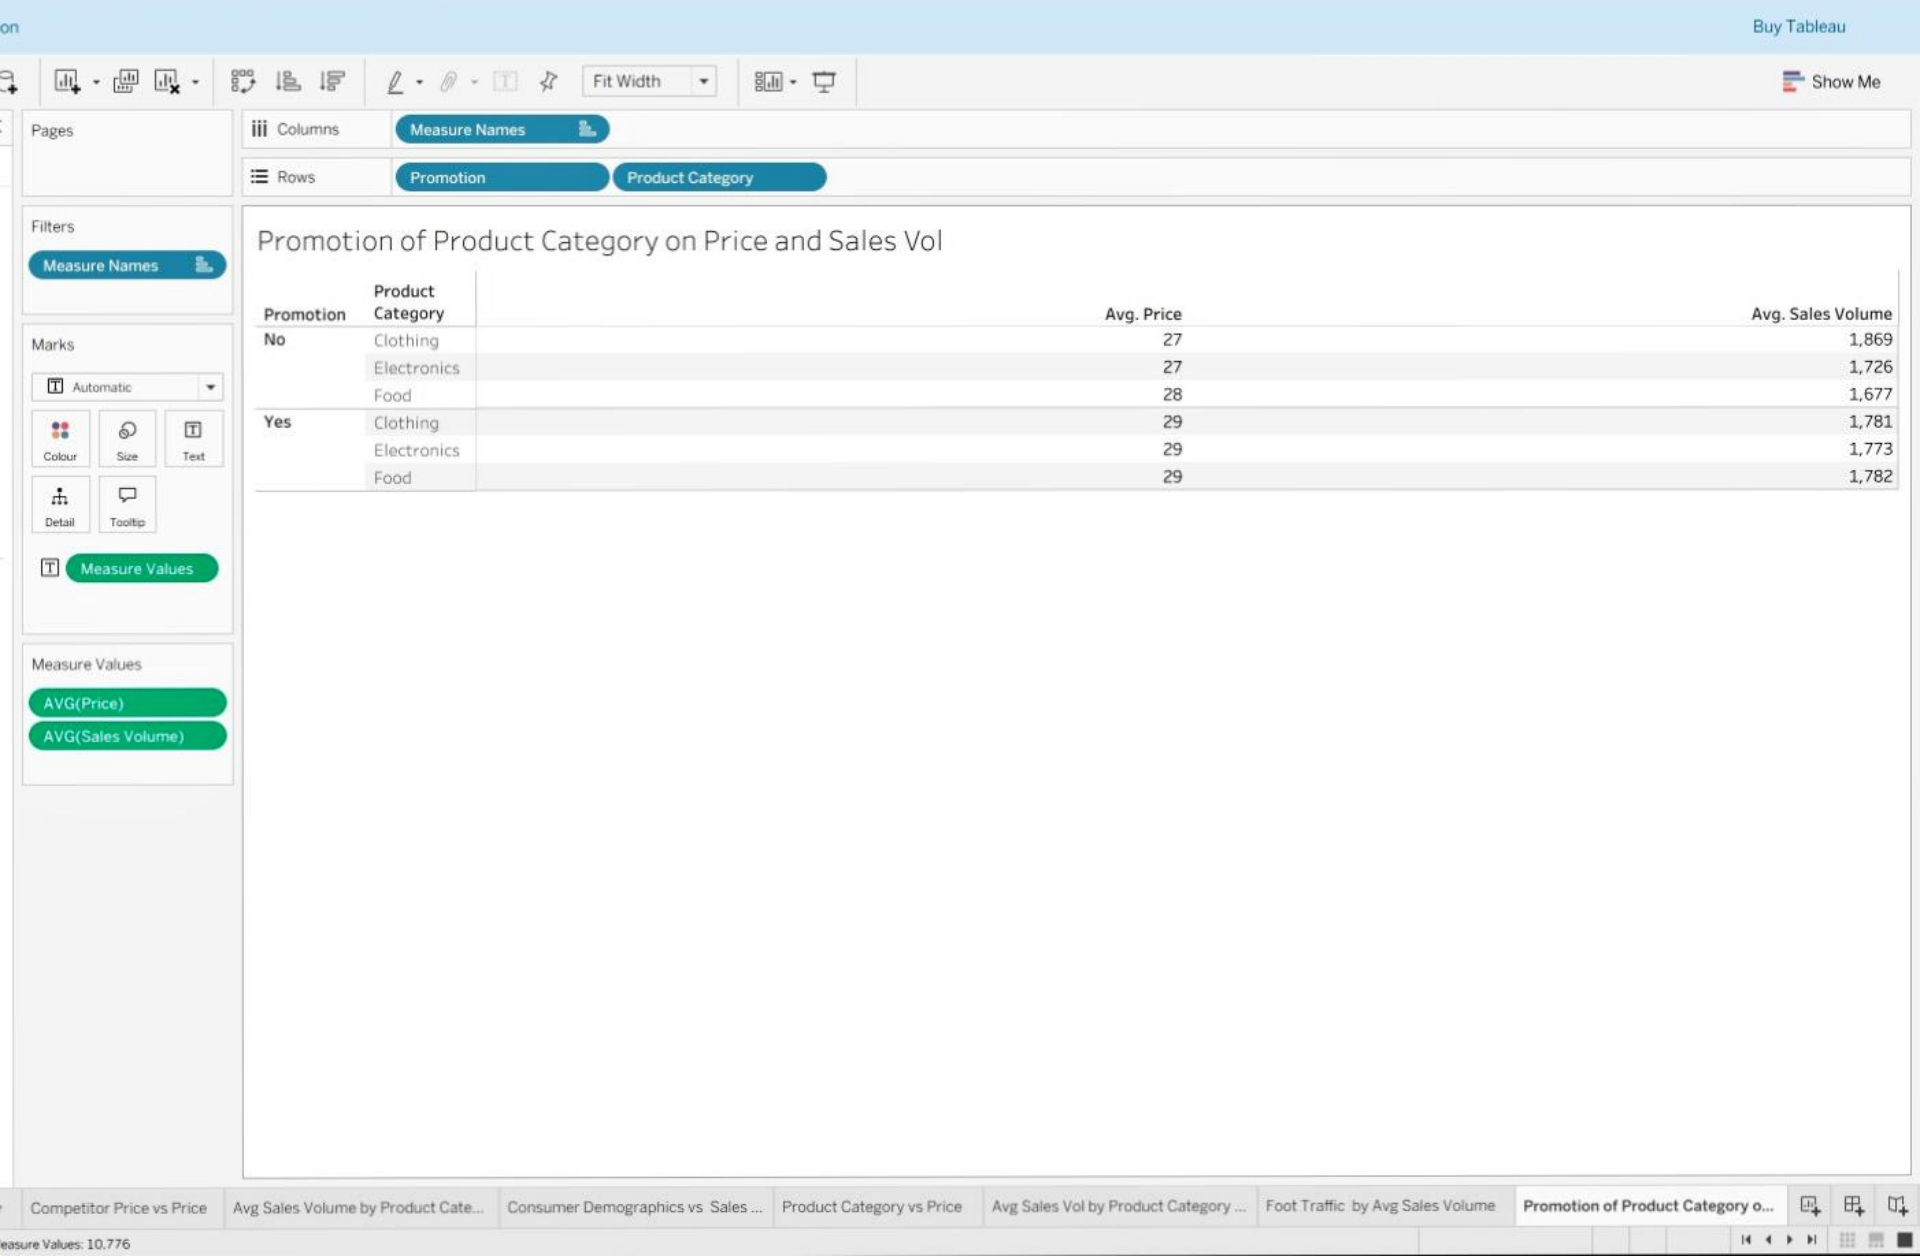 on
Buy Tableau
Fit Width
Show Me
Pages
Columns
Measure Names
Rows
Promotion
Product Category
Filters
Measure Names
Promotion of Product Category on Price and Sales Vol
Promotion
Product
Category
Avg. Price
Avg. Sales Volume
No
Clothing
27
1,869
Electronics
27
1,726
Food
28
1,677
Yes
Clothing
29
1,781
Electronics
29
1,773
Food
29
1,782
Marks
T Automatic
Colour
Size
T
Text
Detail
Tooltip
T Measure Values
Measure Values
AVG(Price)
AVG(Sales Volume)
Competitor Price vs Price
Avg Sales Volume by Product Cate...
Consumer Demographics vs Sales ...
Product Category vs Price
Avg Sales Vol by Product Category ...
Foot Traffic by Avg Sales Volume
Promotion of Product Category o...
easure Values: 10,776